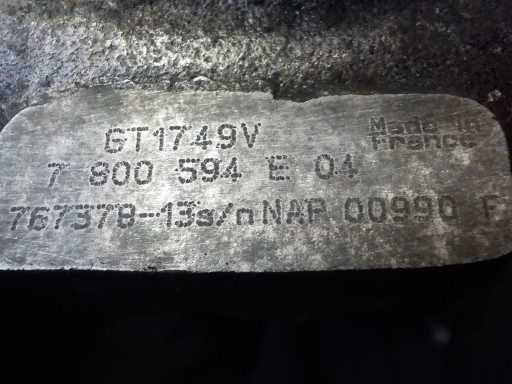 GT1749V
Made in
France
7 800 594 E 04
767378-13s/n NAP 00990 F